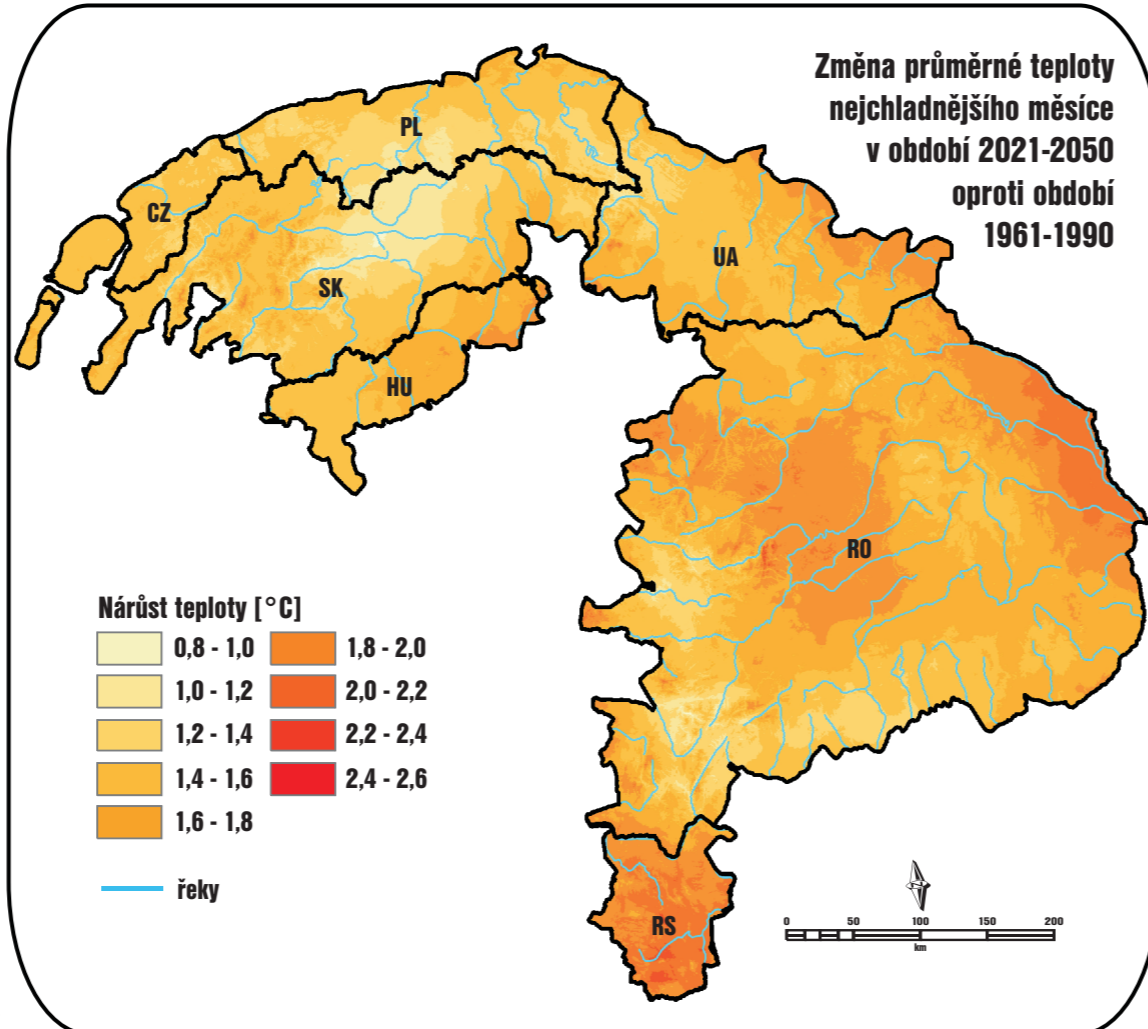 Změna průměrné teploty
nejchladnějšího měsíce
v období 2021-2050
oproti období
1961-1990
PL
CZ
UA
SK
HU
RO
RS
Nárůst teploty [°C]
0,8 - 1,0
1,0 - 1,2
1,2 - 1,4
1,4 - 1,6
1,6 - 1,8
1,8 - 2,0
2,0 - 2,2
2,2 - 2,4
2,4 - 2,6
řeky
0 50 100 150 200
km